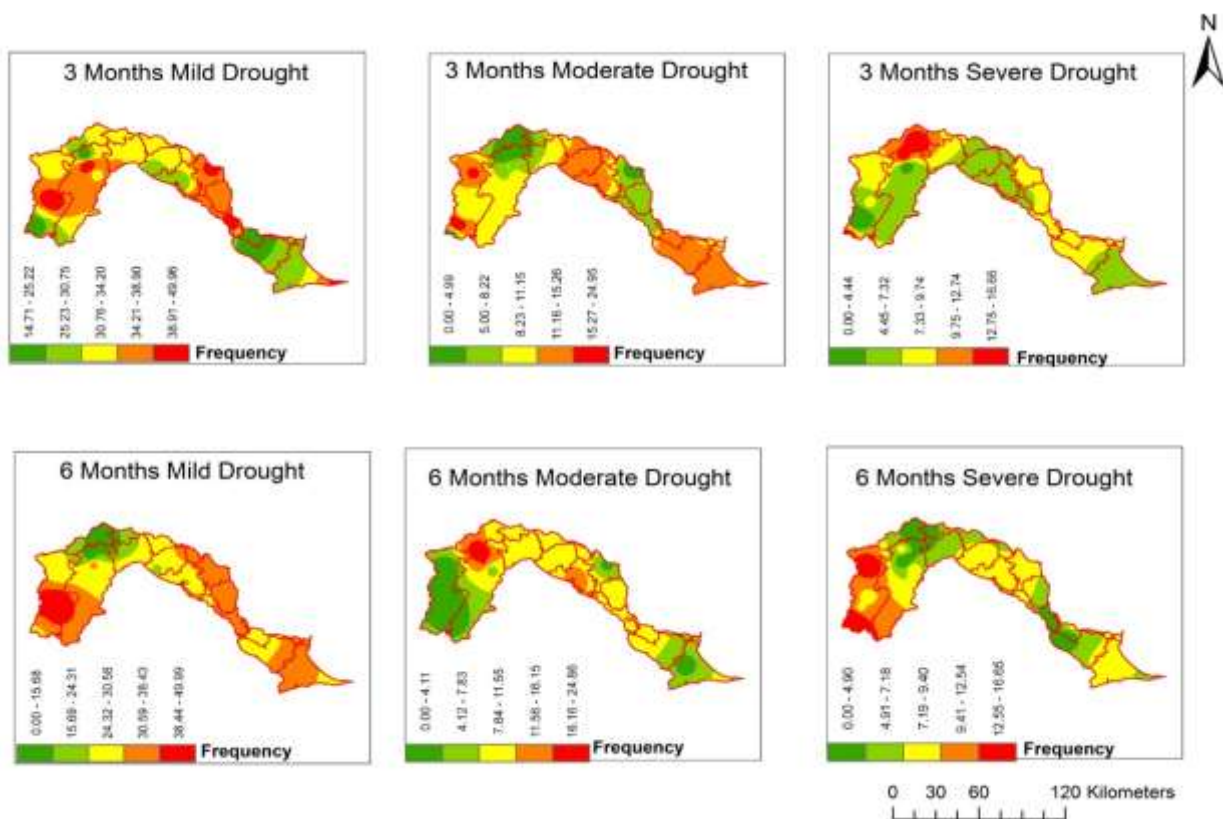 N
3 Months Mild Drought
14.71 - 25.22
25.23 - 30.75
30.76 - 34.20
34.21 - 38.90
38.91 - 49.96
Frequency
3 Months Moderate Drought
0.00 - 4.99
5.00 - 8.22
8.23 - 11.15
11.16 - 15.26
15.27 - 24.95
Frequency
3 Months Severe Drought
0.00 - 4.44
4.45 - 7.32
7.33 - 9.74
9.75 - 12.74
12.75 - 16.66
Frequency
6 Months Mild Drought
0.00 - 15.68
15.69 - 24.31
24.32 - 30.58
30.59 - 38.43
38.44 - 49.99
Frequency
6 Months Moderate Drought
0.00 - 4.11
4.12 - 7.83
7.84 - 11.55
11.56 - 16.15
16.16 - 24.86
Frequency
6 Months Severe Drought
0.00 - 4.90
4.91 - 7.18
7.19 - 9.40
9.41 - 12.54
12.55 - 16.65
Frequency
0 30 60 120 Kilometers